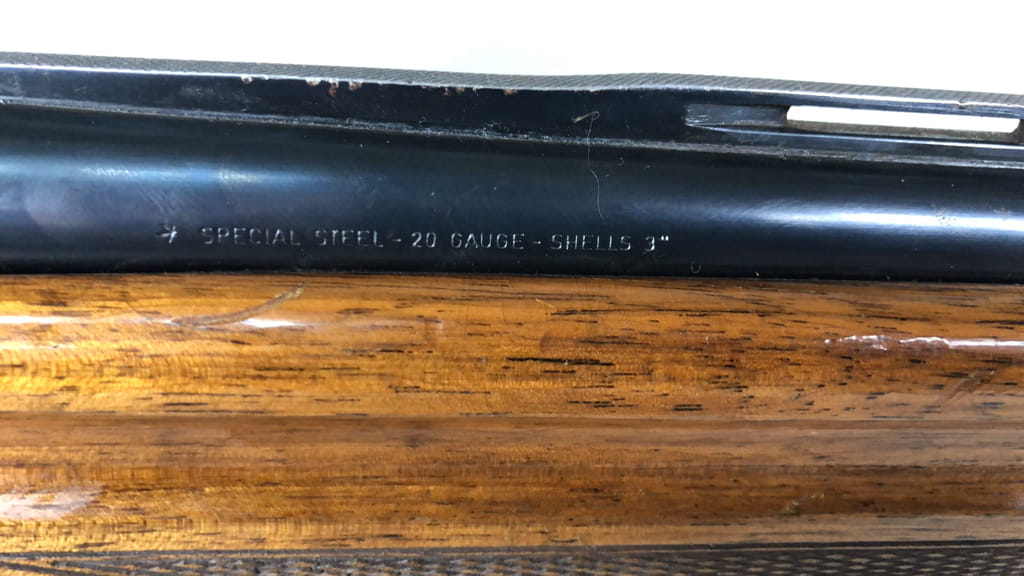 SPECIAL STEEL - 20 GAUGE - SHELLS 3"